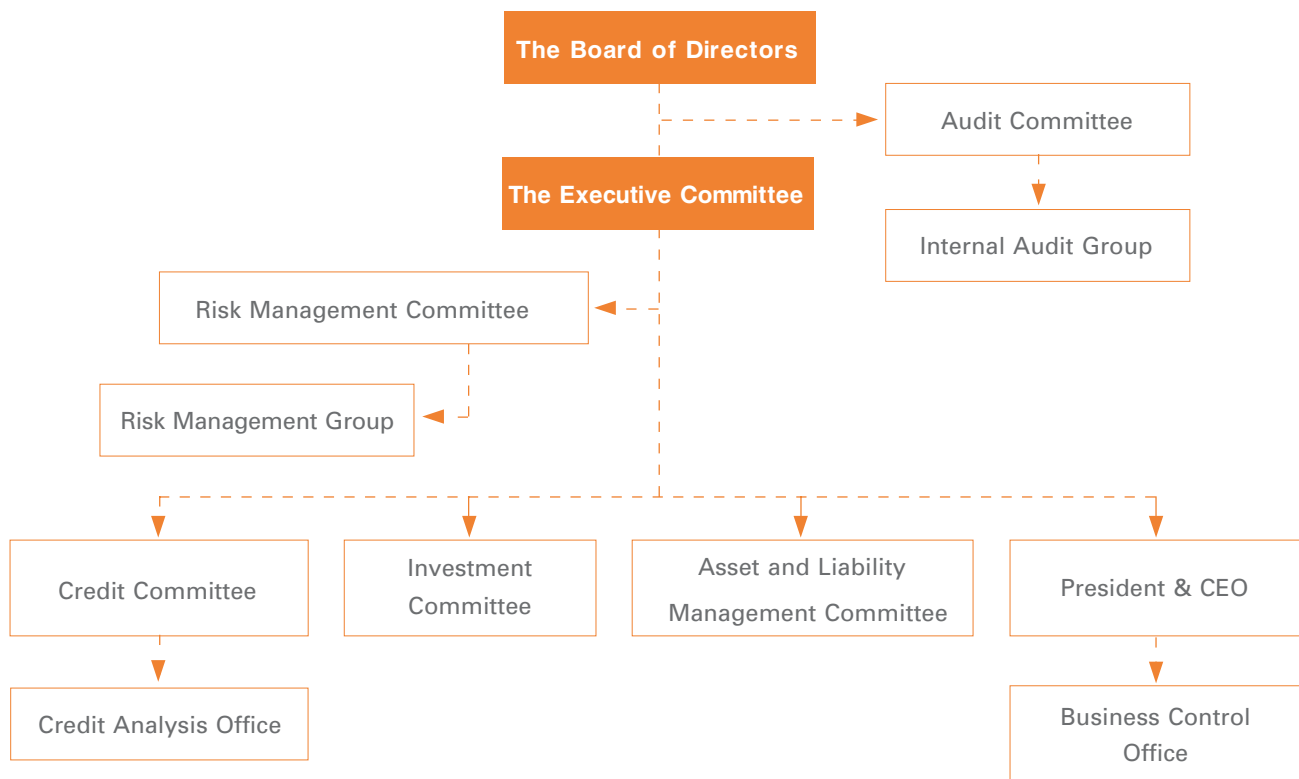 The Board of Directors
Audit Committee
The Executive Committee
Internal Audit Group
Risk Management Committee
Risk Management Group
Credit Committee
Investment
Committee
Asset and Liability
Management Committee
President & CEO
Credit Analysis Office
Business Control
Office